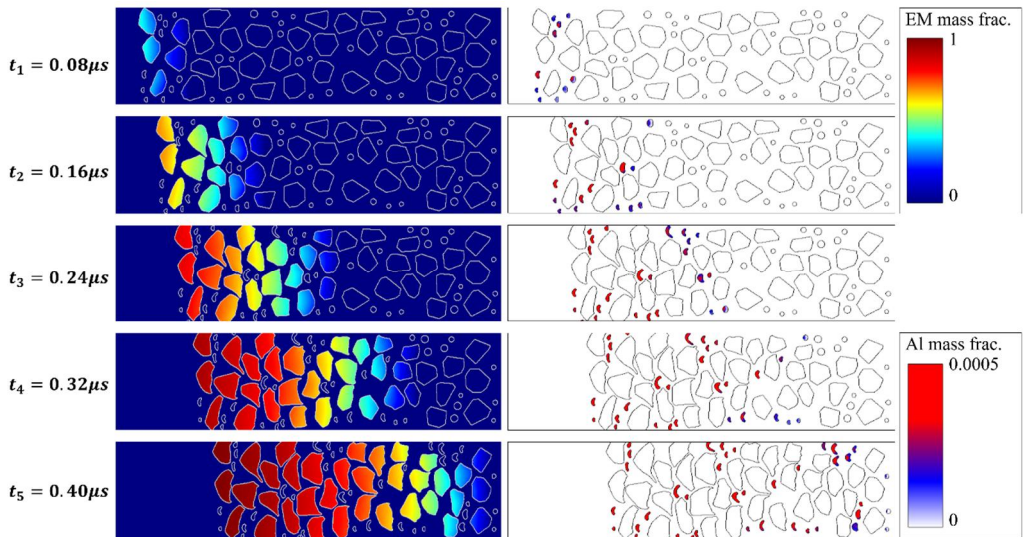 EM mass frac.
1
0
t₁ = 0.08μs
t₂ = 0.16μs
t₃ = 0.24μs
t₄ = 0.32μs
t₅ = 0.40μs
Al mass frac.
0.0005
0